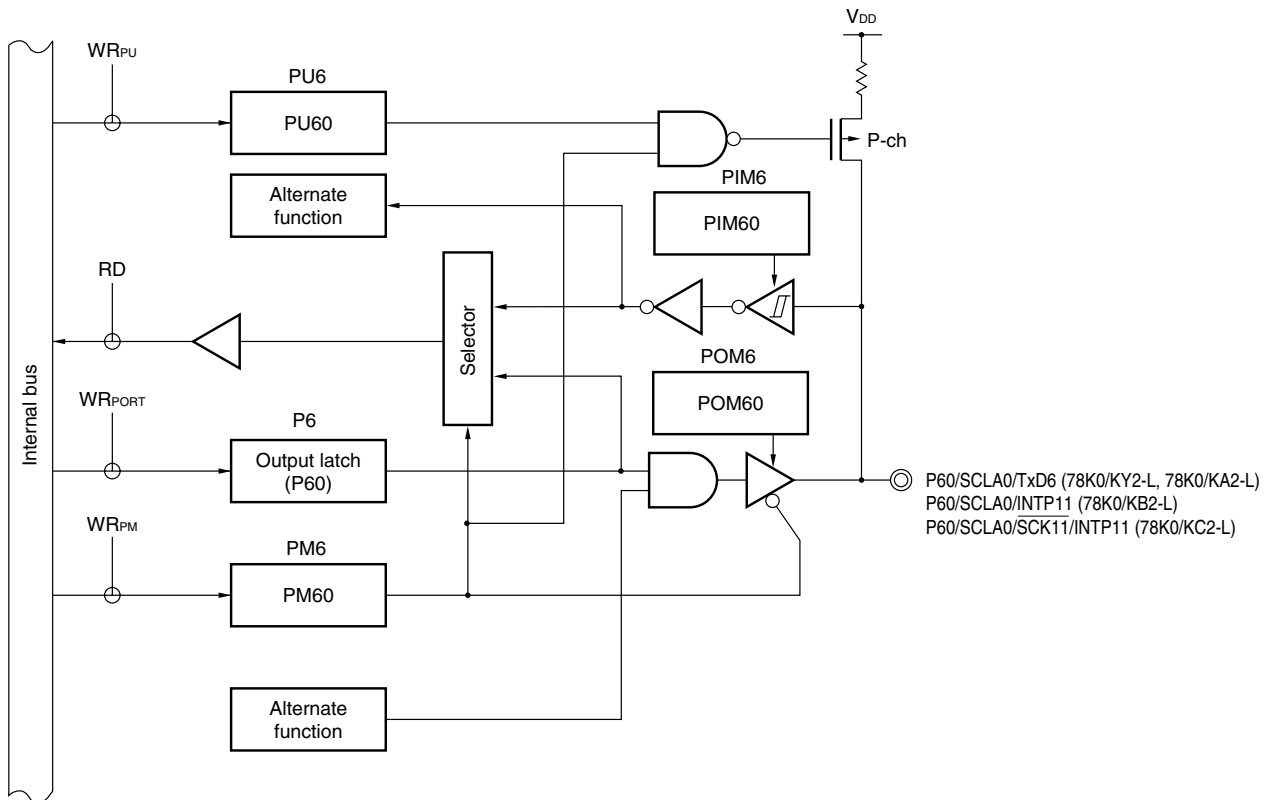 VDD
WRPU
PU6
PU60
P-ch
Alternate
function
PIM6
PIM60
RD
Selector
POM6
POM60
Internal bus
WRPORT
P6
Output latch
(P60)
P60/SCLA0/TxD6 (78K0/KY2-L, 78K0/KA2-L)
P60/SCLA0/INTP11 (78K0/KB2-L)
P60/SCLA0/SCK11/INTP11 (78K0/KC2-L)
WRPM
PM6
PM60
Alternate
function